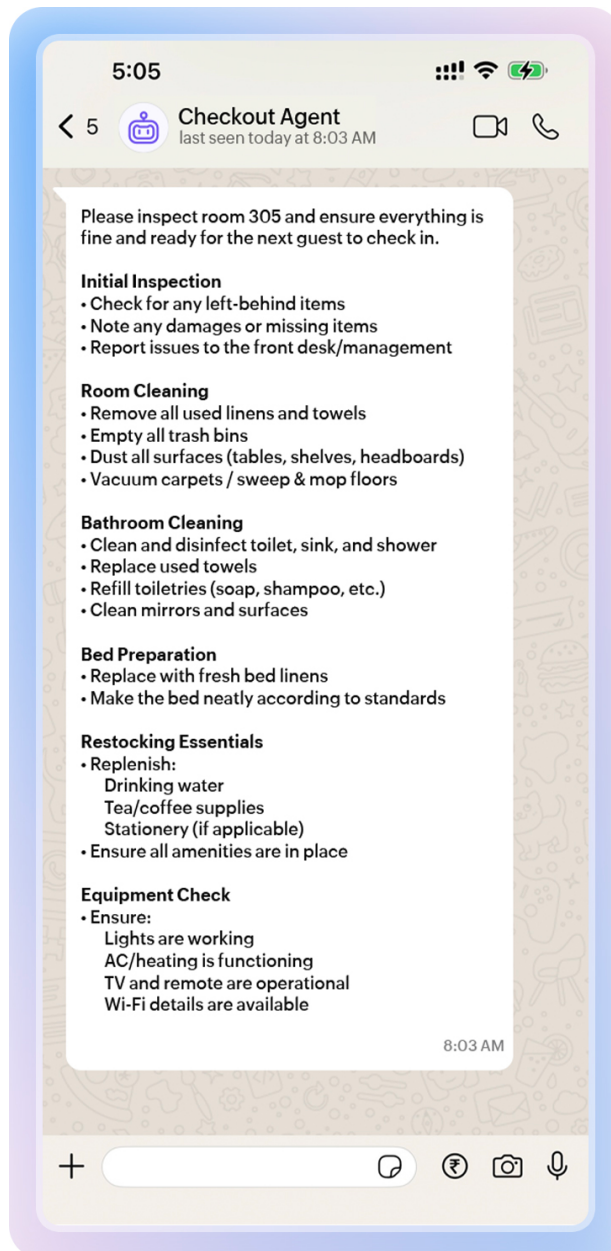 5:05
5
Checkout Agent
last seen today at 8:03 AM
Please inspect room 305 and ensure everything is
fine and ready for the next guest to check in.
Initial Inspection
• Check for any left-behind items
• Note any damages or missing items
• Report issues to the front desk/management
Room Cleaning
• Remove all used linens and towels
• Empty all trash bins
• Dust all surfaces (tables, shelves, headboards)
• Vacuum carpets / sweep & mop floors
Bathroom Cleaning
• Clean and disinfect toilet, sink, and shower
• Replace used towels
• Refill toiletries (soap, shampoo, etc.)
• Clean mirrors and surfaces
Bed Preparation
• Replace with fresh bed linens
• Make the bed neatly according to standards
Restocking Essentials
• Replenish:
Drinking water
Tea/coffee supplies
Stationery (if applicable)
• Ensure all amenities are in place
Equipment Check
• Ensure:
Lights are working
AC/heating is functioning
TV and remote are operational
Wi-Fi details are available
8:03 AM
₹